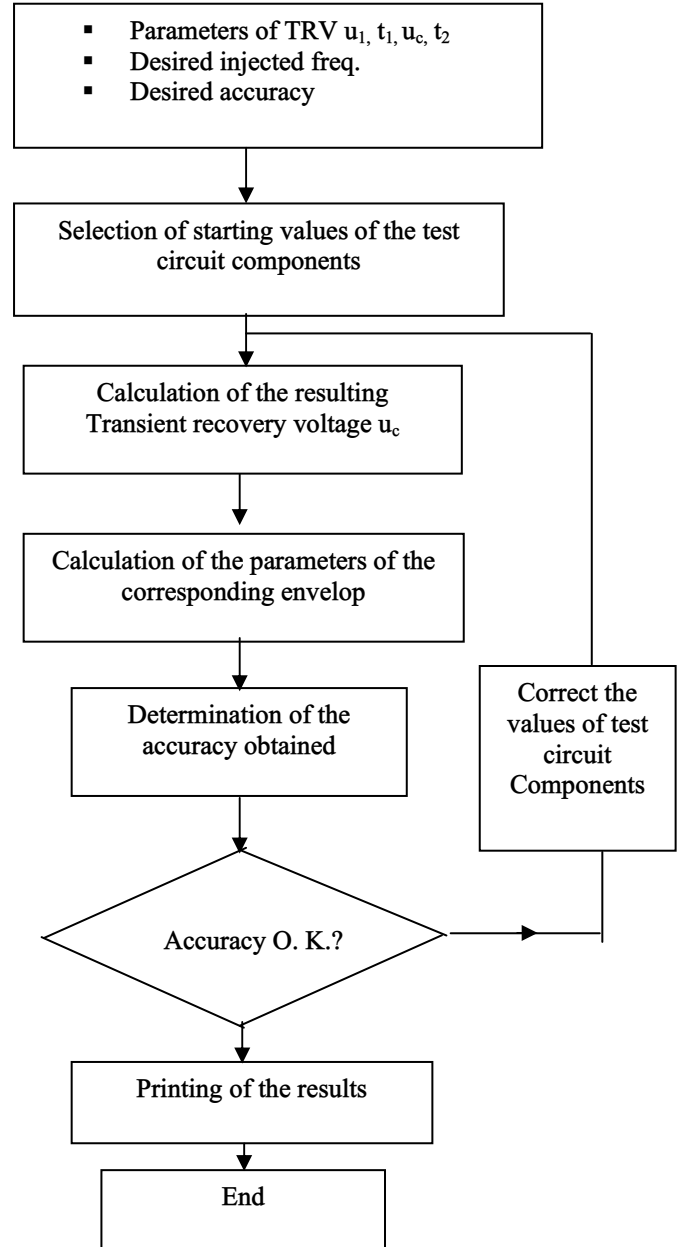 ▪ Parameters of TRV u₁, t₁, u_c, t₂
▪ Desired injected freq.
▪ Desired accuracy
Selection of starting values of the test
circuit components
Calculation of the resulting
Transient recovery voltage u_c
Calculation of the parameters of the
corresponding envelop
Determination of the
accuracy obtained
Correct the
values of test
circuit
Components
Accuracy O. K.?
Printing of the results
End